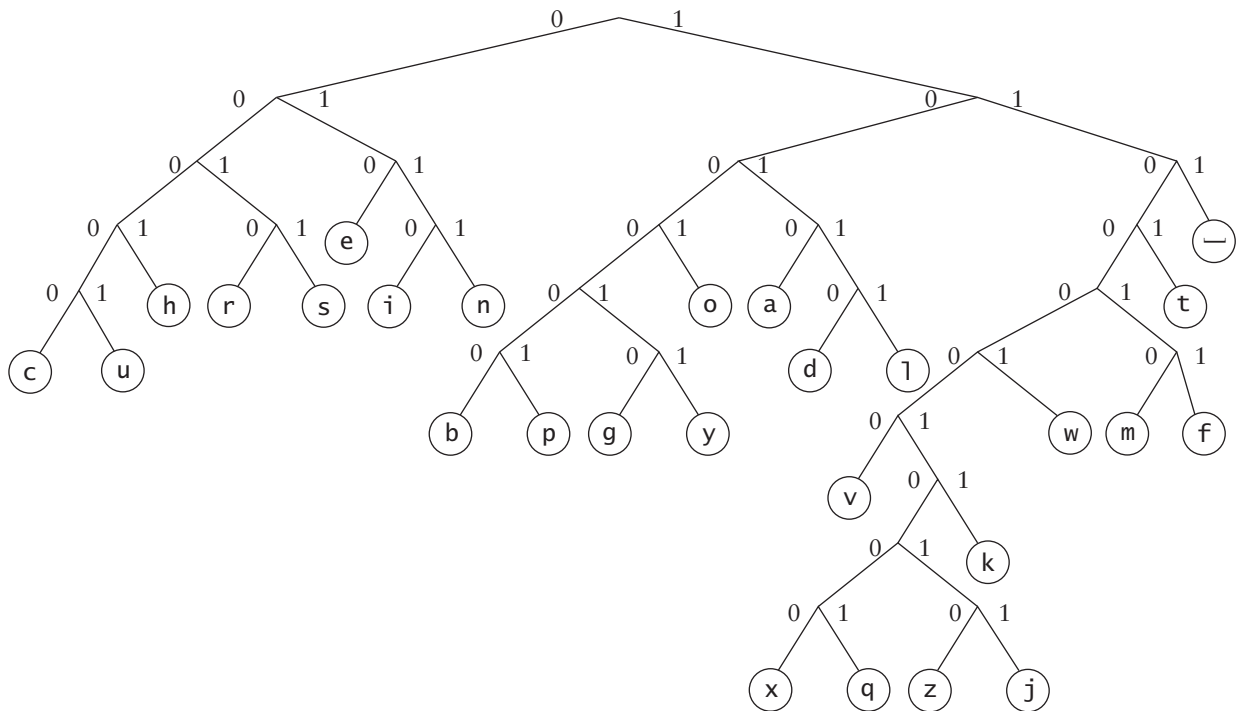 0 1
0 1 0 1
0 1 0 1 0 1 0 1
0 1 0 1 e 0 1 0 1 0 1 0 1 ␣
0 1 h r s i n 0 1 o a 0 1 0 1 t
c u 0 1 0 1 d l 0 1 0 1
b p g y 0 1 w m f
v 0 1
0 1 k
0 1 0 1
x q z j